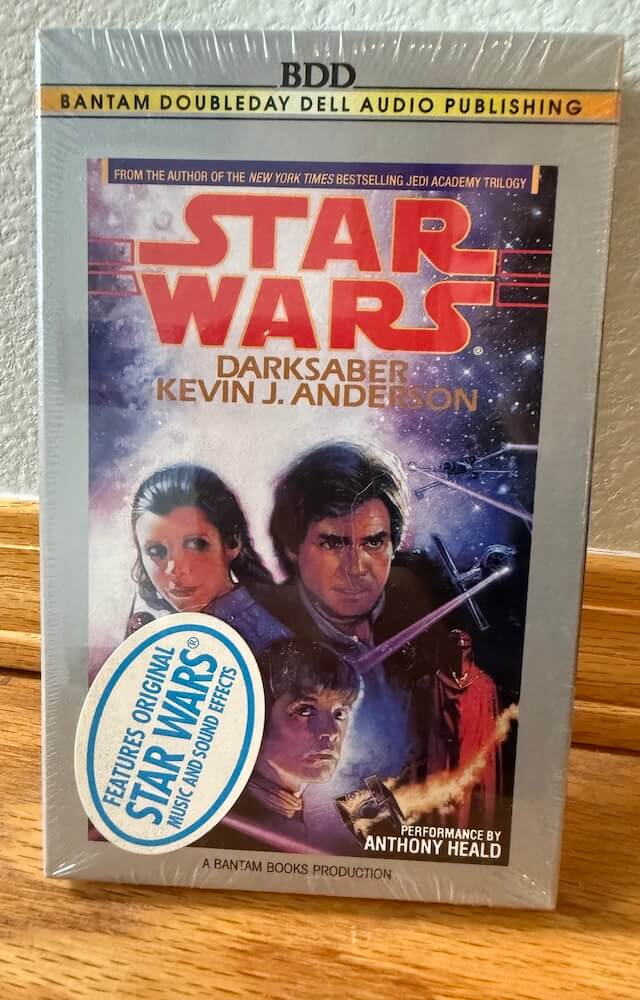 BDD
BANTAM DOUBLEDAY DELL AUDIO PUBLISHING
FROM THE AUTHOR OF THE NEW YORK TIMES BESTSELLING JEDI ACADEMY TRILOGY
STAR
WARS®
DARKSABER
KEVIN J. ANDERSON
FEATURES ORIGINAL
STAR WARS®
MUSIC AND SOUND EFFECTS
PERFORMANCE BY
ANTHONY HEALD
A BANTAM BOOKS PRODUCTION